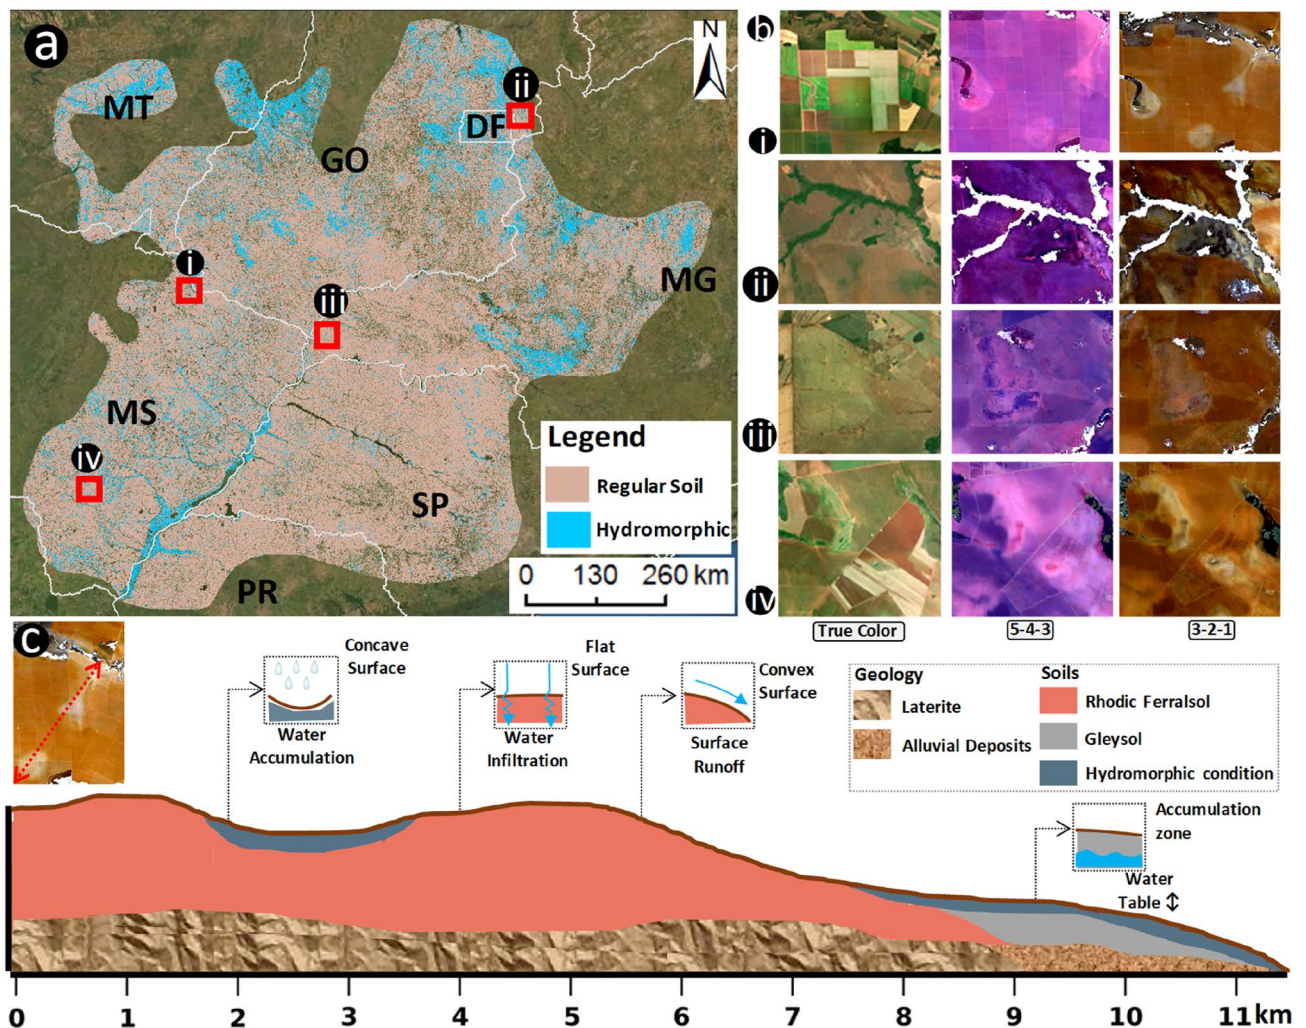 a
MT
GO
DF
ii
N
MG
i
iii
MS
iv
SP
PR
Legend
Regular Soil
Hydromorphic
0 130 260 km
b
i
ii
iii
iv
True Color
5-4-3
3-2-1
c
Concave
Surface
Water
Accumulation
Flat
Surface
Water
Infiltration
Convex
Surface
Surface
Runoff
Geology
Laterite
Alluvial Deposits
Soils
Rhodic Ferralsol
Gleysol
Hydromorphic condition
Accumulation
zone
Water
Table
0 1 2 3 4 5 6 7 8 9 10 11 km